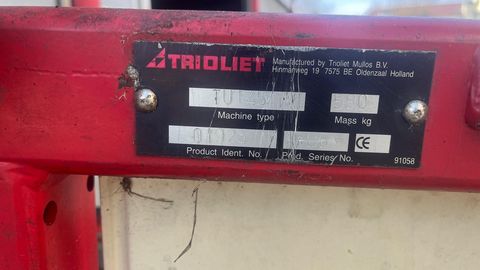 TRIOLIET
Manufactured by Trioliet Mullos B.V.
Hinmanweg 19 7575 BE Oldenzaal Holland
Machine type
Mass kg
CE
Product Ident. No.
Prod. Series No.
91058